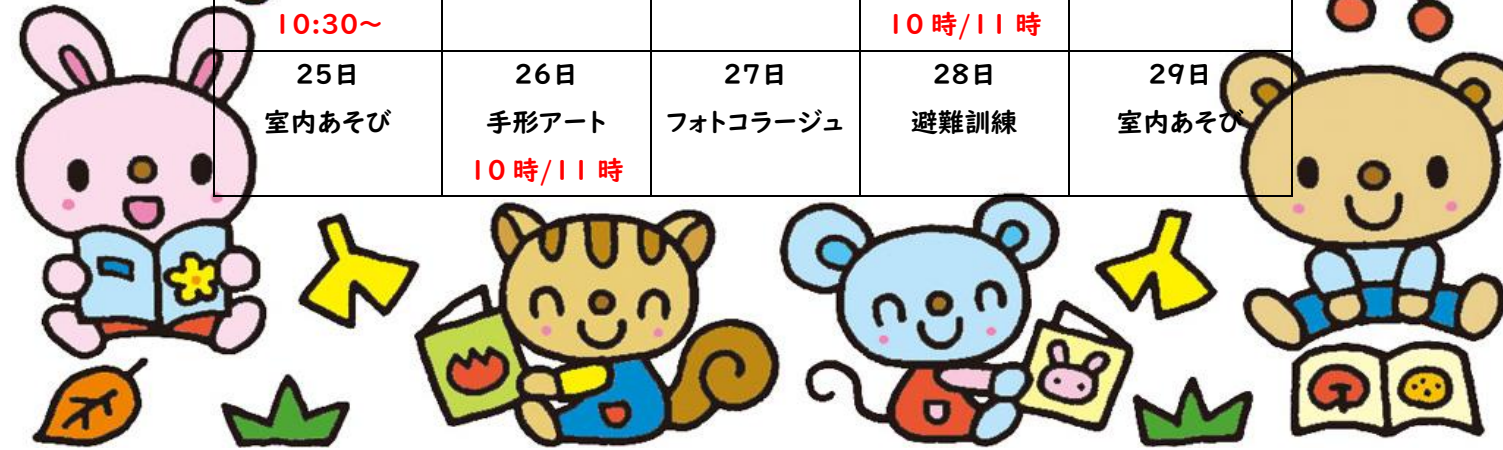 10:30～
10時/11時
25日
26日
27日
28日
29日
室内あそび
手形アート
フォトコラージュ
避難訓練
室内あそび
10時/11時